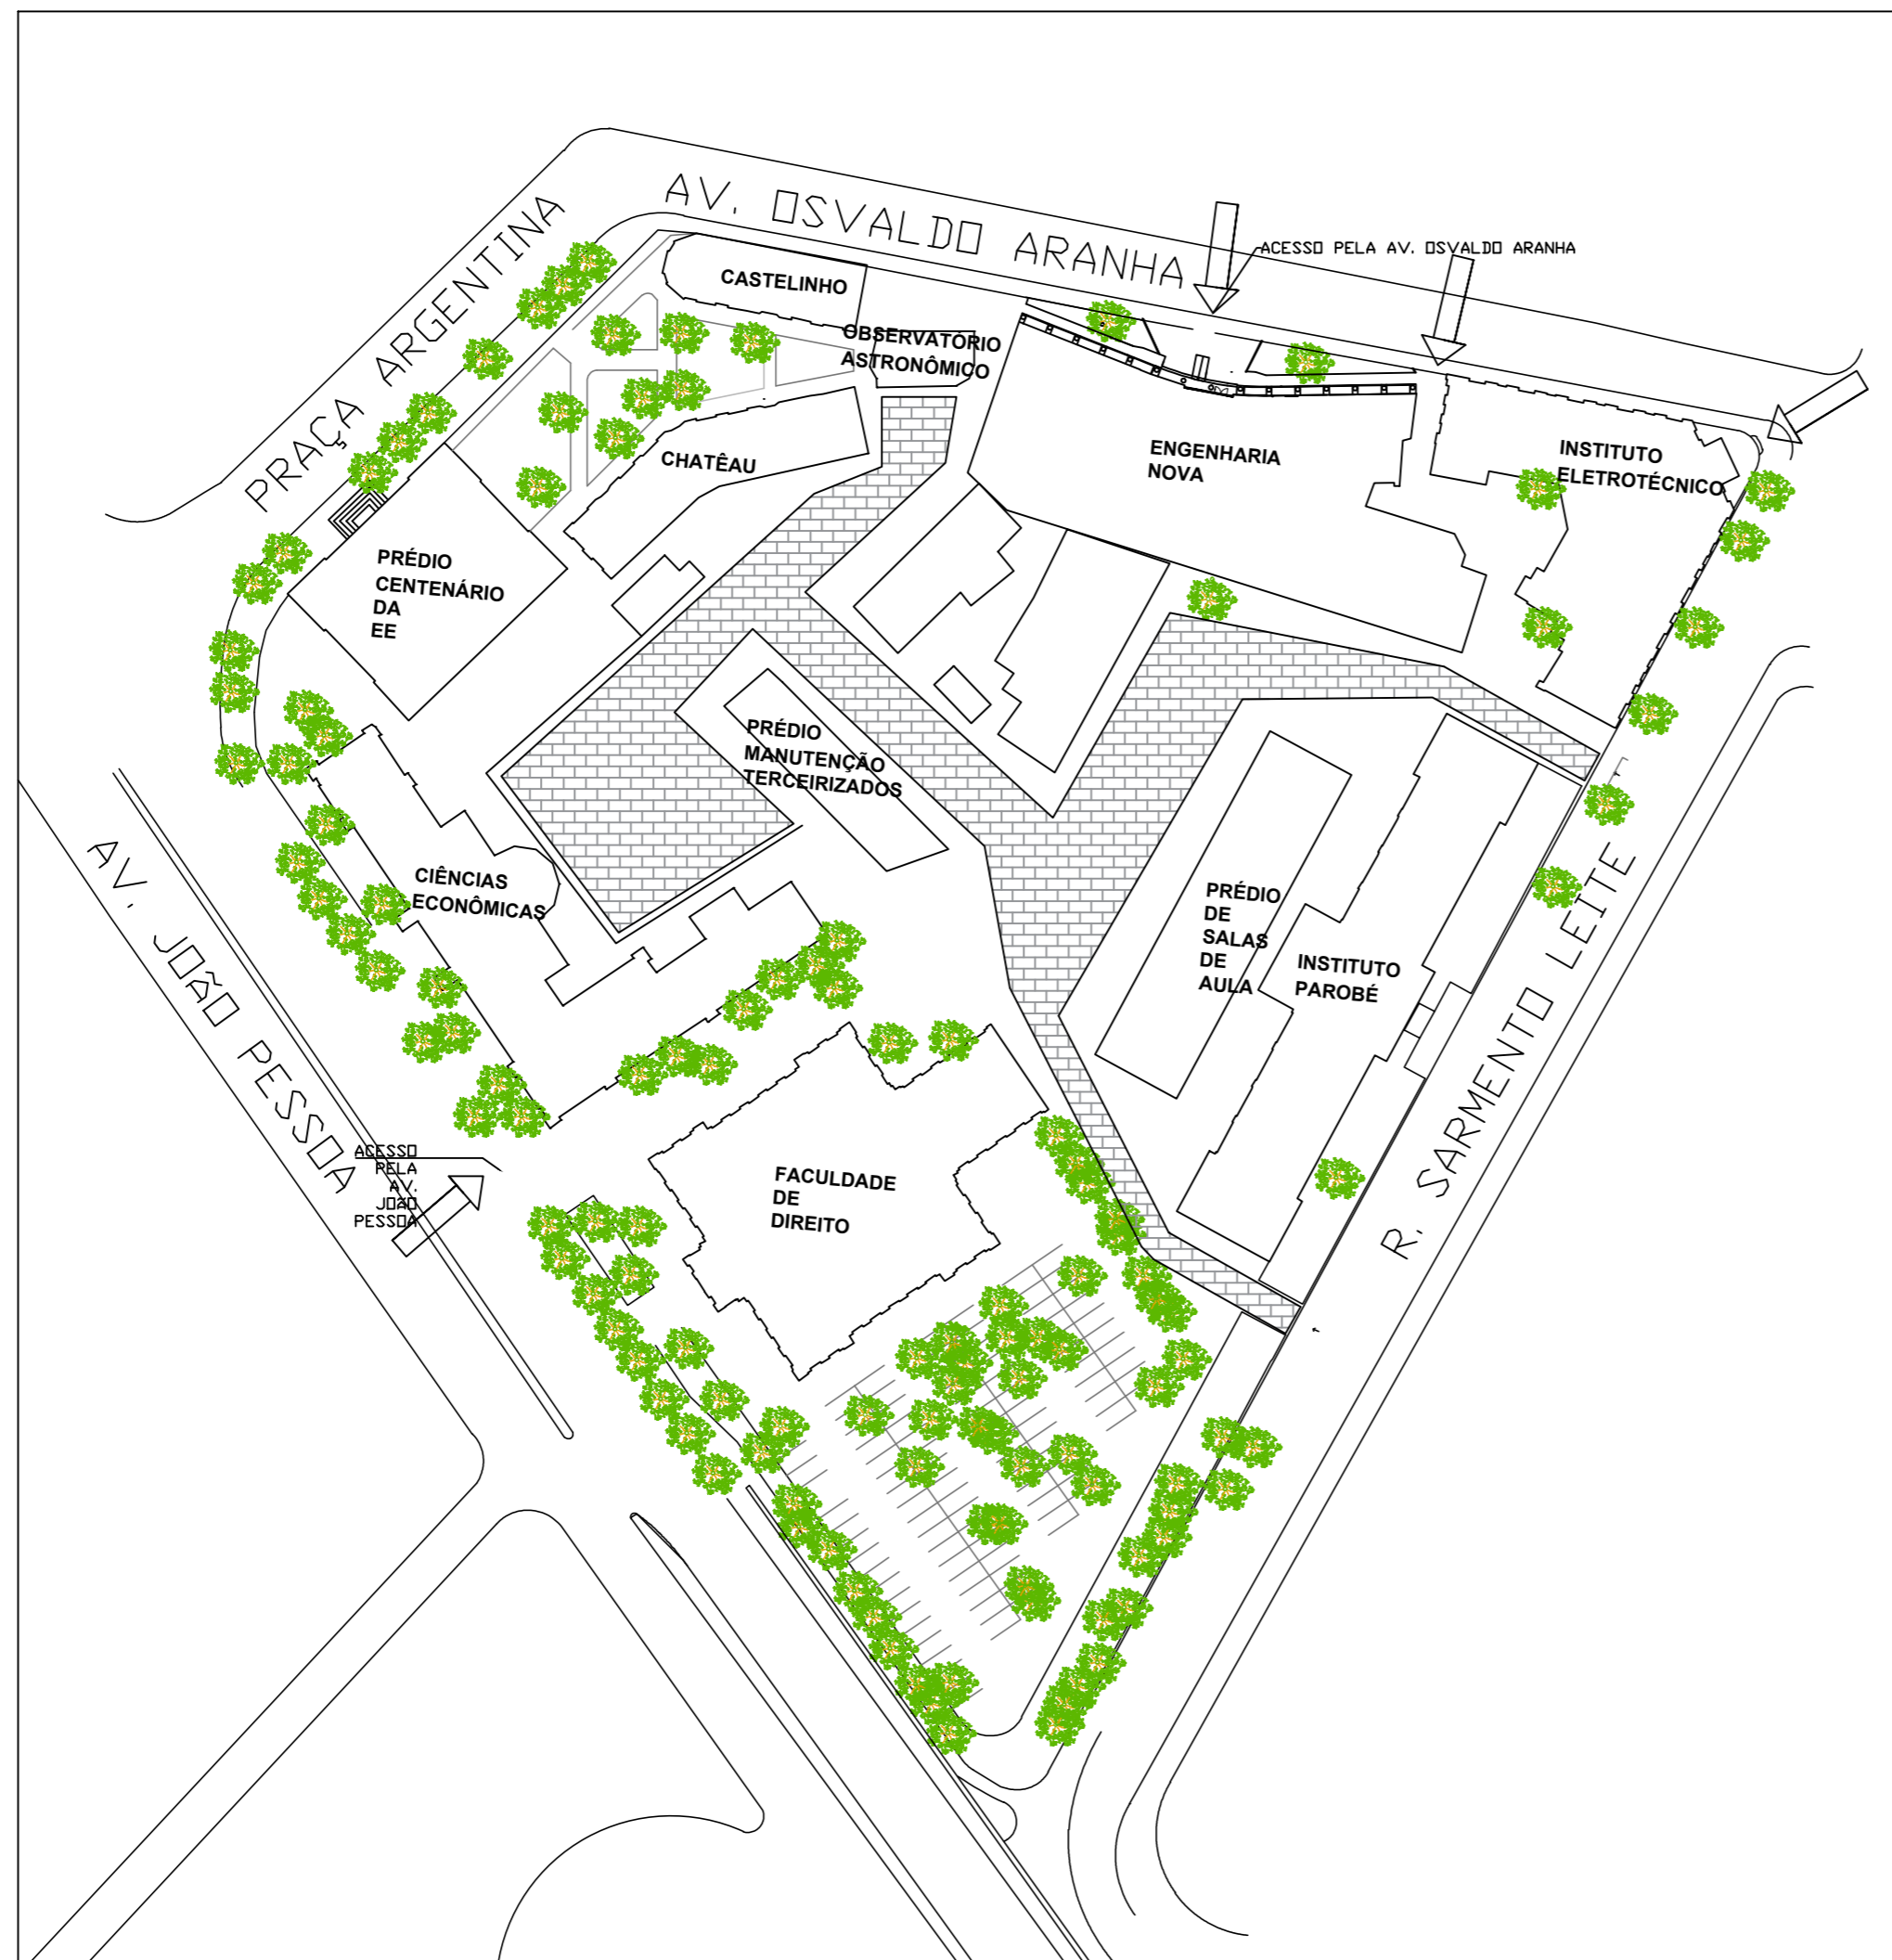 AV. OSVALDO ARANHA
PRAÇA ARGENTINA
ACESSO PELA AV. OSVALDO ARANHA
CASTELINHO
OBSERVATÓRIO
ASTRONÔMICO
CHATÊAU
ENGENHARIA
NOVA
INSTITUTO
ELETROTÉCNICO
PRÉDIO
CENTENÁRIO
DA
EE
PRÉDIO
MANUTENÇÃO
TERCEIRIZADOS
CIÊNCIAS
ECONÔMICAS
AV. JOÃO PESSOA
PRÉDIO
DE
SALAS
DE
AULA
INSTITUTO
PAROBÉ
R. SARMENTO LEITE
ACESSO
PELA
AV.
JOÃO
PESSOA
FACULDADE
DE
DIREITO